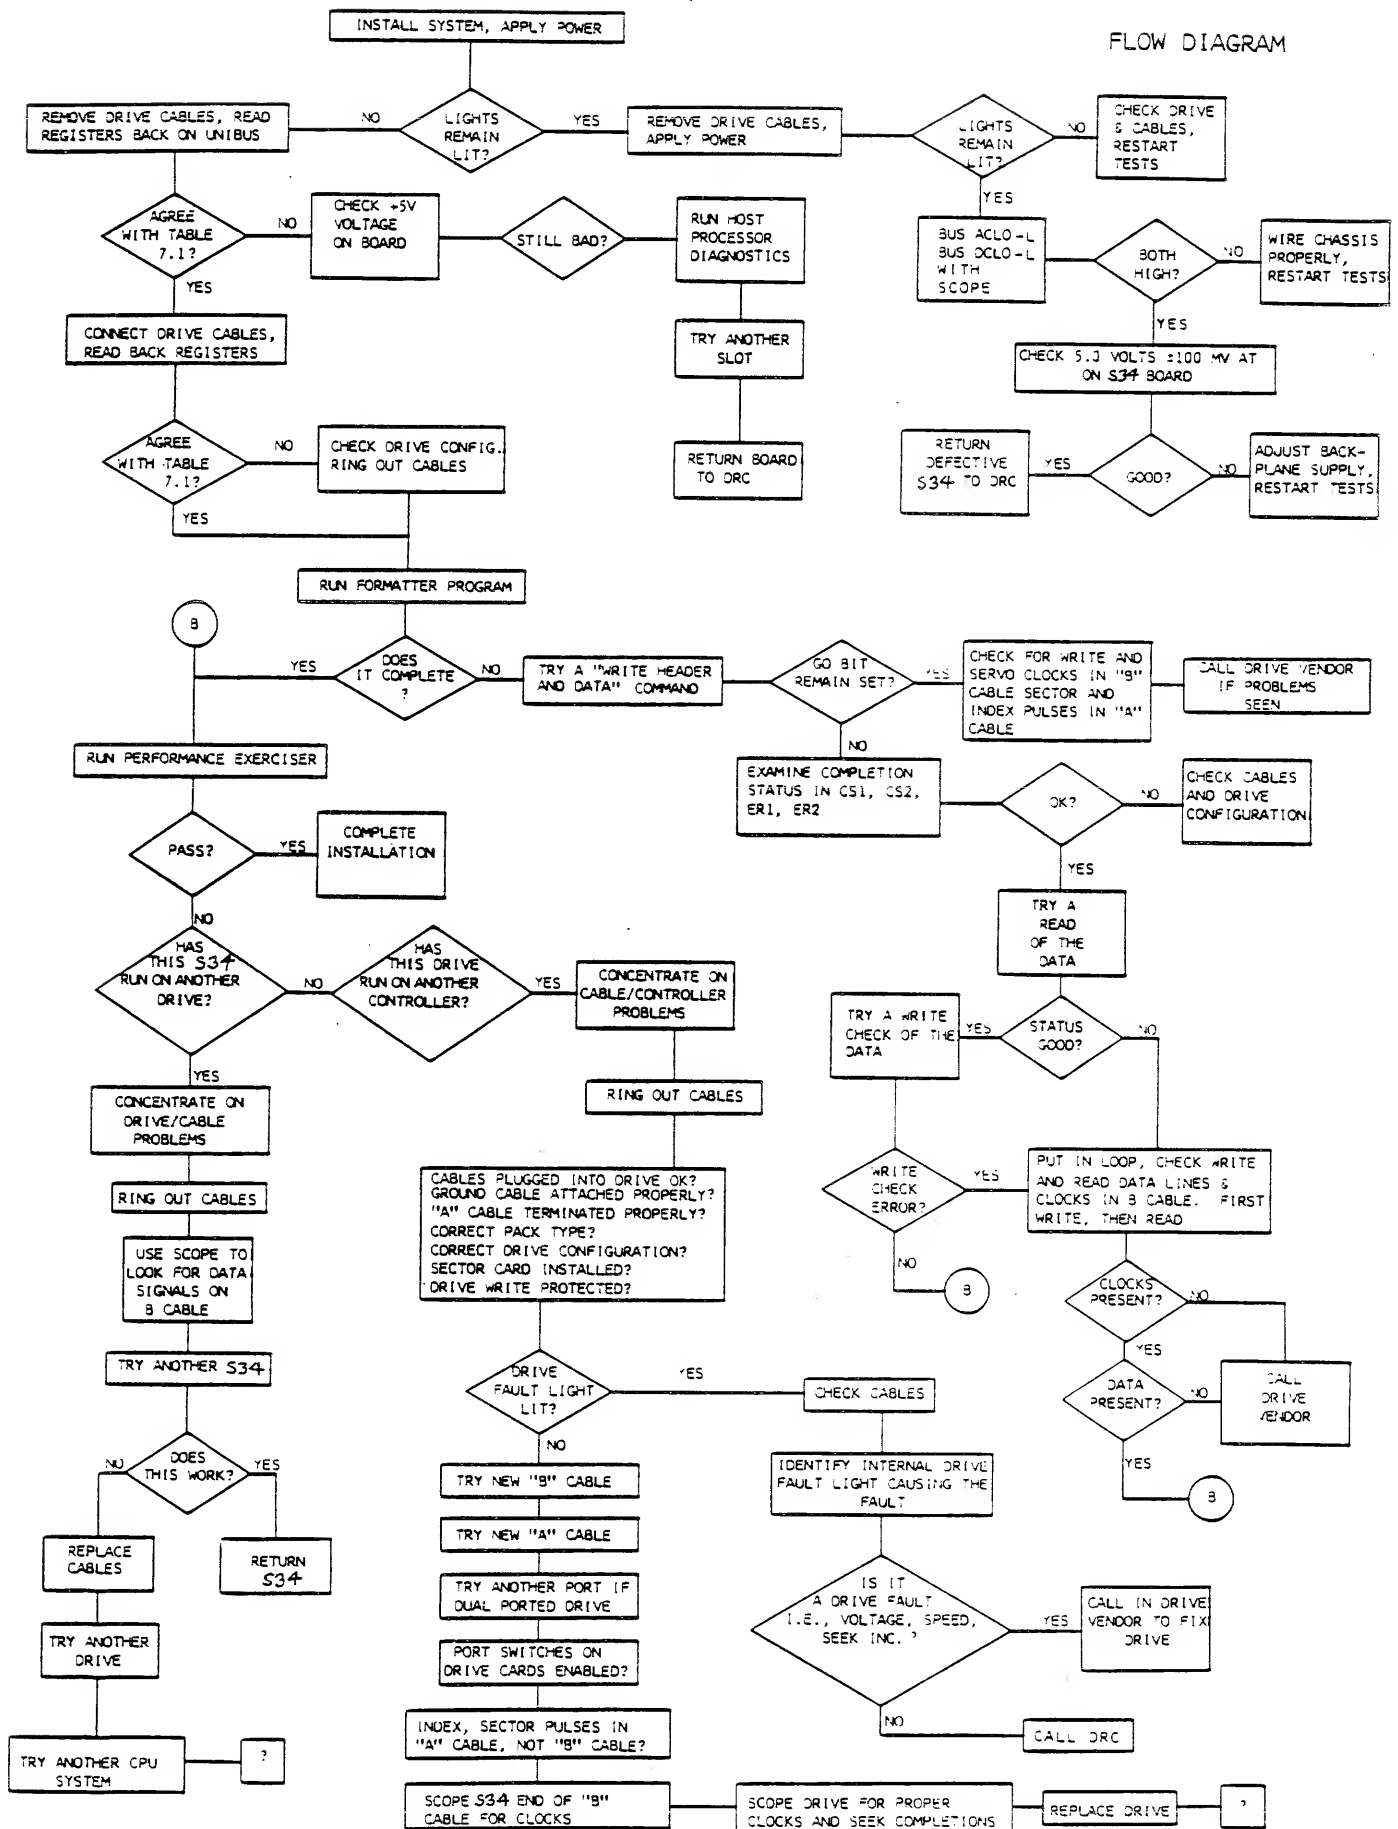 INSTALL SYSTEM, APPLY POWER
FLOW DIAGRAM
REMOVE DRIVE CABLES, READ
REGISTERS BACK ON UNIBUS
NO
LIGHTS
REMAIN
LIT?
YES
REMOVE DRIVE CABLES,
APPLY POWER
LIGHTS
REMAIN
LIT?
NO
CHECK DRIVE
& CABLES,
RESTART
TESTS
YES
AGREE
WITH TABLE
7.1?
NO
CHECK +5V
VOLTAGE
ON BOARD
STILL BAD?
RUN HOST
PROCESSOR
DIAGNOSTICS
BUS ACLO-L
BUS DCLO-L
WITH
SCOPE
BOTH
HIGH?
NO
WIRE CHASSIS
PROPERLY,
RESTART TESTS
YES
YES
CONNECT DRIVE CABLES,
READ BACK REGISTERS
TRY ANOTHER
SLOT
CHECK 5.0 VOLTS ±100 MV AT
ON S34 BOARD
AGREE
WITH TABLE
7.1?
NO
CHECK DRIVE CONFIG.
RING OUT CABLES
RETURN BOARD
TO DRC
RETURN
DEFECTIVE
S34 TO DRC
YES
GOOD?
NO
ADJUST BACK-
PLANE SUPPLY,
RESTART TESTS
YES
RUN FORMATTER PROGRAM
B
YES
DOES
IT COMPLETE
?
NO
TRY A "WRITE HEADER
AND DATA" COMMAND
GO BIT
REMAIN SET?
YES
CHECK FOR WRITE AND
SERVO CLOCKS IN "B"
CABLE SECTOR AND
INDEX PULSES IN "A"
CABLE
CALL DRIVE VENDOR
IF PROBLEMS
SEEN
NO
RUN PERFORMANCE EXERCISER
EXAMINE COMPLETION
STATUS IN CS1, CS2,
ER1, ER2
OK?
NO
CHECK CABLES
AND DRIVE
CONFIGURATION
PASS?
YES
COMPLETE
INSTALLATION
YES
NO
TRY A
READ
OF THE
DATA
HAS
THIS S34
RUN ON ANOTHER
DRIVE?
NO
HAS
THIS DRIVE
RUN ON ANOTHER
CONTROLLER?
YES
CONCENTRATE ON
CABLE/CONTROLLER
PROBLEMS
TRY A WRITE
CHECK OF THE
DATA
YES
STATUS
GOOD?
NO
YES
CONCENTRATE ON
DRIVE/CABLE
PROBLEMS
RING OUT CABLES
RING OUT CABLES
CABLES PLUGGED INTO DRIVE OK?
GROUND CABLE ATTACHED PROPERLY?
"A" CABLE TERMINATED PROPERLY?
CORRECT PACK TYPE?
CORRECT DRIVE CONFIGURATION?
SECTOR CARD INSTALLED?
DRIVE WRITE PROTECTED?
WRITE
CHECK
ERROR?
YES
PUT IN LOOP, CHECK WRITE
AND READ DATA LINES &
CLOCKS IN B CABLE. FIRST
WRITE, THEN READ
USE SCOPE TO
LOOK FOR DATA
SIGNALS ON
B CABLE
NO
B
CLOCKS
PRESENT?
NO
YES
TRY ANOTHER S34
DRIVE
FAULT LIGHT
LIT?
YES
CHECK CABLES
DATA
PRESENT?
NO
CALL
DRIVE
VENDOR
NO
DOES
THIS WORK?
YES
NO
TRY NEW "B" CABLE
IDENTIFY INTERNAL DRIVE
FAULT LIGHT CAUSING THE
FAULT
YES
B
TRY NEW "A" CABLE
REPLACE
CABLES
RETURN
S34
TRY ANOTHER PORT IF
DUAL PORTED DRIVE
IS IT
A DRIVE FAULT
I.E., VOLTAGE, SPEED,
SEEK INC. ?
YES
CALL IN DRIVE
VENDOR TO FIX
DRIVE
TRY ANOTHER
DRIVE
PORT SWITCHES ON
DRIVE CARDS ENABLED?
NO
CALL DRC
INDEX, SECTOR PULSES IN
"A" CABLE, NOT "B" CABLE?
TRY ANOTHER CPU
SYSTEM
?
SCOPE S34 END OF "B"
CABLE FOR CLOCKS
SCOPE DRIVE FOR PROPER
CLOCKS AND SEEK COMPLETIONS
REPLACE DRIVE
?